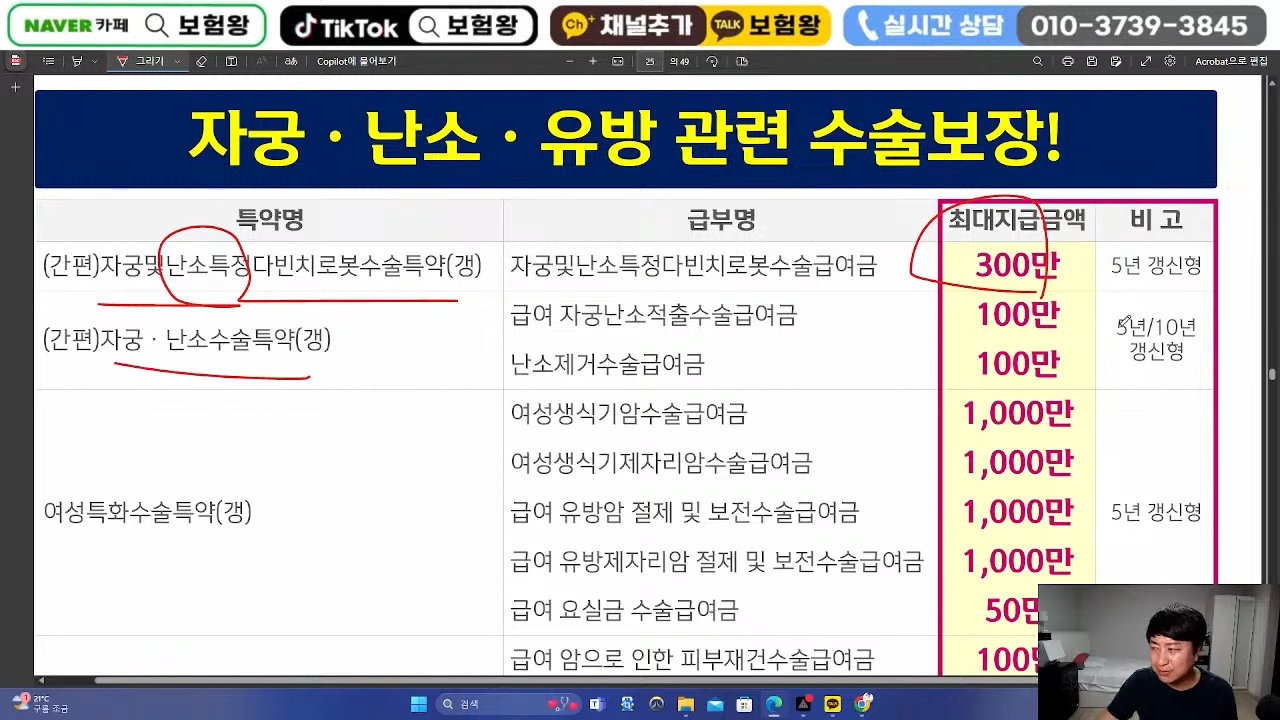 NAVER 카페 보험왕 TikTok 보험왕 Ch+ 채널추가 TALK 보험왕 실시간 상담 010-3739-3845
그리기 Copilot에 물어보기 25 의 49 Acrobat으로 편집
자궁 · 난소 · 유방 관련 수술보장!
특약명 급부명 최대지급금액 비 고
(간편)자궁및난소특정다빈치로봇수술특약(갱) 자궁및난소특정다빈치로봇수술급여금 300만 5년 갱신형
(간편)자궁 · 난소수술특약(갱) 급여 자궁난소적출수술급여금 100만 5년/10년
난소제거수술급여금 100만 갱신형
여성생식기암수술급여금 1,000만
여성생식기제자리암수술급여금 1,000만
여성특화수술특약(갱) 급여 유방암 절제 및 보전수술급여금 1,000만 5년 갱신형
급여 유방제자리암 절제 및 보전수술급여금 1,000만
급여 요실금 수술급여금 50만
급여 암으로 인한 피부재건수술급여금 100
21°C
구름 조금
검색